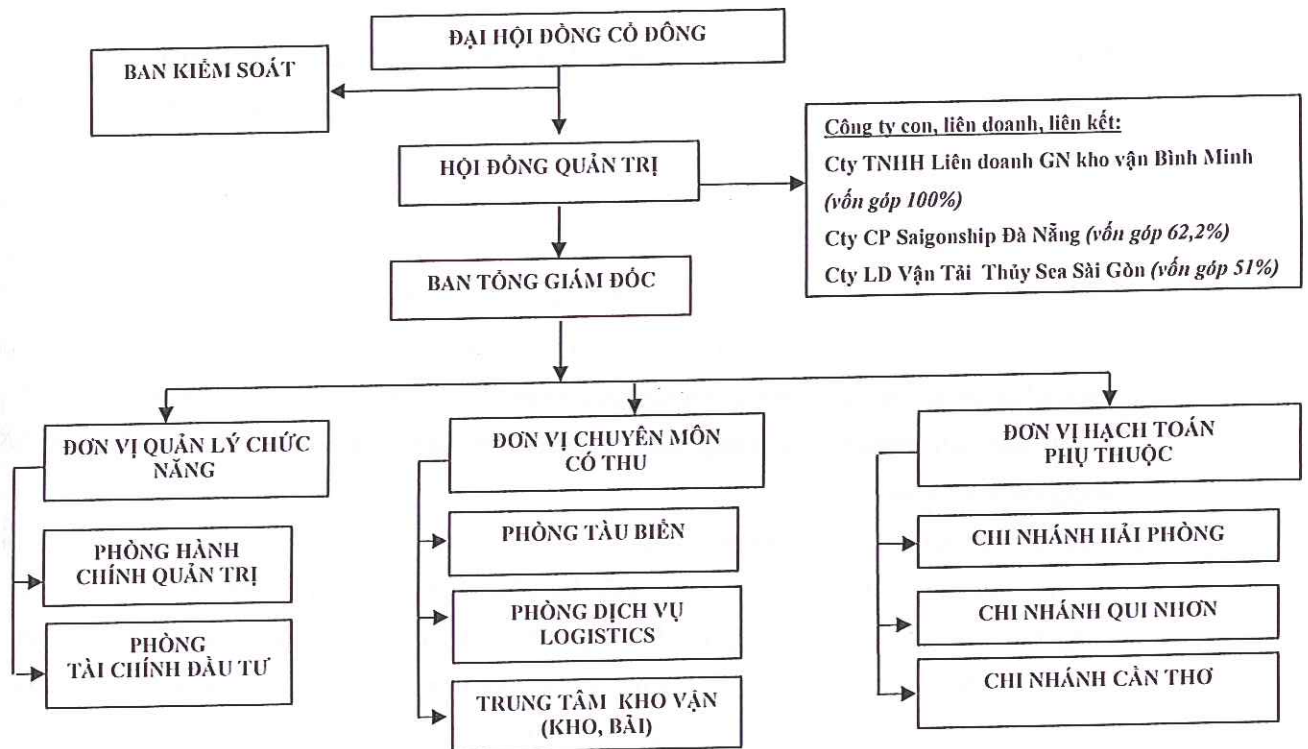 ĐẠI HỘI ĐỒNG CỔ ĐÔNG
BAN KIỂM SOÁT
HỘI ĐỒNG QUẢN TRỊ
Công ty con, liên doanh, liên kết:
Cty TNHH Liên doanh GN kho vận Bình Minh
(vốn góp 100%)
Cty CP Saigonship Đà Nẵng (vốn góp 62,2%)
Cty LD Vận Tải Thủy Sea Sài Gòn (vốn góp 51%)
BAN TỔNG GIÁM ĐỐC
ĐƠN VỊ QUẢN LÝ CHỨC
NĂNG
PHÒNG HÀNH
CHÍNH QUẢN TRỊ
PHÒNG
TÀI CHÍNH ĐẦU TƯ
ĐƠN VỊ CHUYÊN MÔN
CÓ THU
PHÒNG TÀU BIỂN
PHÒNG DỊCH VỤ
LOGISTICS
TRUNG TÂM KHO VẬN
(KHO, BÃI)
ĐƠN VỊ HẠCH TOÁN
PHỤ THUỘC
CHI NHÁNH HẢI PHÒNG
CHI NHÁNH QUI NHƠN
CHI NHÁNH CẦN THƠ